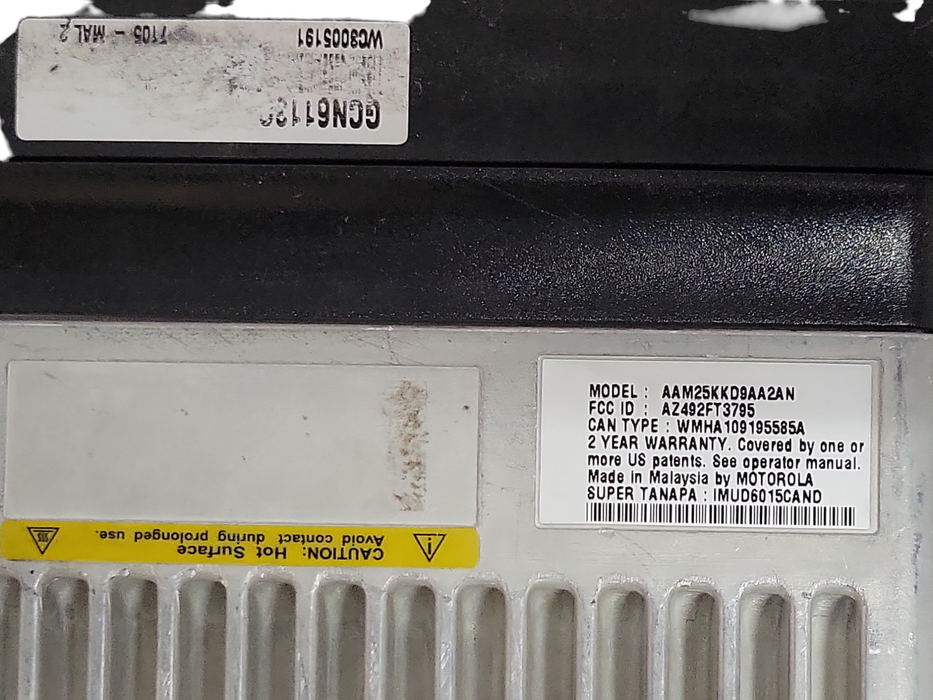 7105 - MAL 2
WC3005191
MODEL : AAM25KKD9AA2AN
FCC ID : AZ492FT3795
CAN TYPE : WMHA109195585A
2 YEAR WARRANTY. Covered by one or
more US patents. See operator manual.
Made in Malaysia by MOTOROLA
SUPER TANAPA : IMUD6015CAND
CAUTION: Hot Surface
Avoid contact during prolonged use.